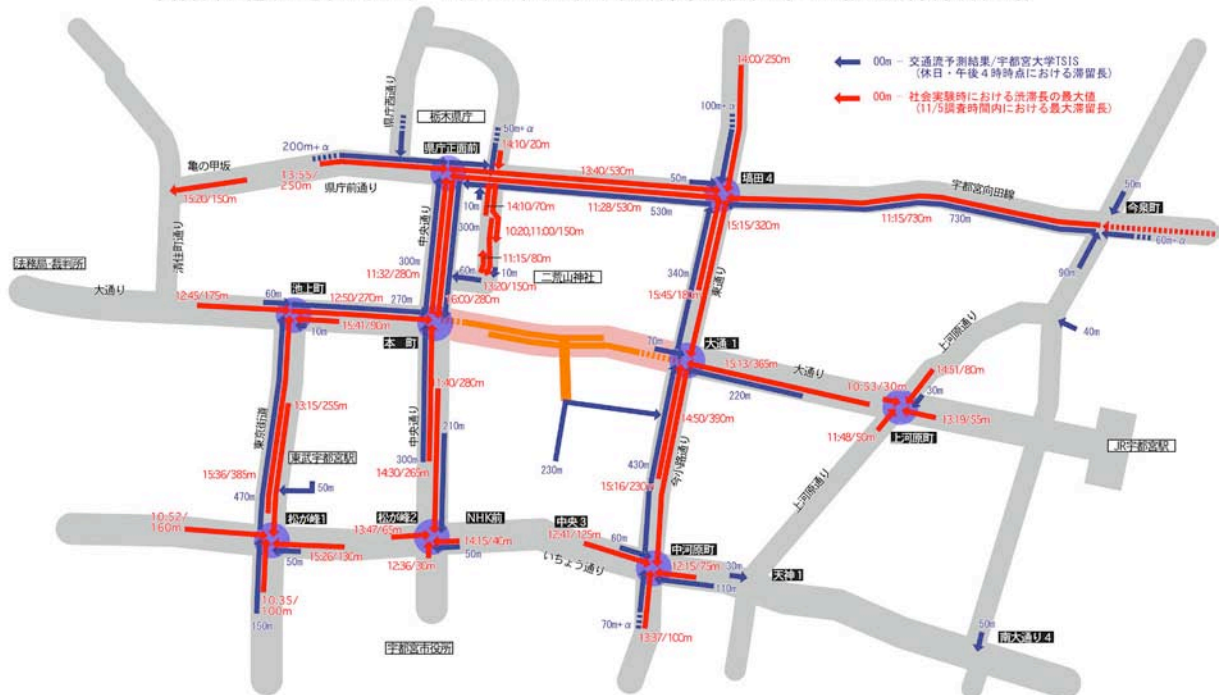 00m - 交通流予測結果/宇都宮大学TSIS
(休日・午後４時時点における滞留長)
00m - 社会実験時における渋滞長の最大値
(11/5調査時間内における最大滞留長)
14:00/250m
100m+α
県庁西通り
栃木県庁
50m+α
14:10/20m
200m+α
県庁正面前
亀の甲坂
13:55/
250m
県庁前通り
15:20/150m
13:40/530m
50m
塙田４
宇都宮向田線
50m
今泉町
10m
14:10/70m
11:28/530m
530m
11:15/730m
730m
60m+α
300m
10:20,11:00/150m
15:15/320m
中央通り
清住町通り
300m
11:15/80m
60m
10m
二荒山神社
340m
東通り
90m
法務局・裁判所
大通り
11:32/280m
13:20/150m
12:45/175m
60m
池上町
12:50/270m
270m
16:00/280m
15:45/180m
上河原通り
40m
10m
15:41/90m
本 町
70m
大通１
15:13/365m
大通り
14:51/80m
10:53/30m
30m
11:40/280m
220m
13:19/55m
13:15/255m
中央通り
210m
14:50/390m
11:48/50m
上河原町
JR宇都宮駅
東京街道
東武宇都宮駅
300m
14:30/265m
230m
430m
今小路通り
15:36/385m
470m
50m
15:16/230m
上河原通り
10:52/
160m
松が峰1
松が峰2
NHK前
中央３
13:47/65m
12:41/125m
60m
中河原町
14:15/40m
50m
15:26/130m
50m
12:36/30m
いちょう通り
12:15/75m
30m
天神１
110m
10:35/
100m
150m
70m+α
13:37/100m
50m
南大通り４
宇都宮市役所